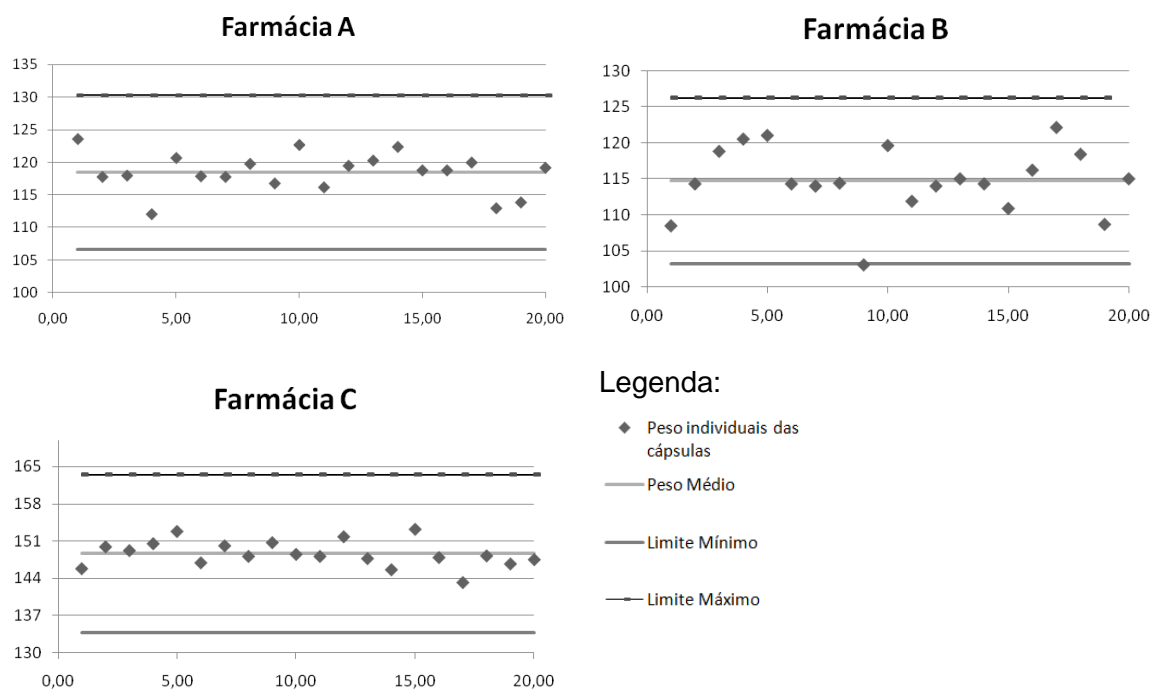 Farmácia A
135
130
125
120
115
110
105
100
0,00 5,00 10,00 15,00 20,00
Farmácia B
130
125
120
115
110
105
100
0,00 5,00 10,00 15,00 20,00
Farmácia C
165
158
151
144
137
130
0,00 5,00 10,00 15,00 20,00
Legenda:
Peso individuais das
cápsulas
Peso Médio
Limite Mínimo
Limite Máximo